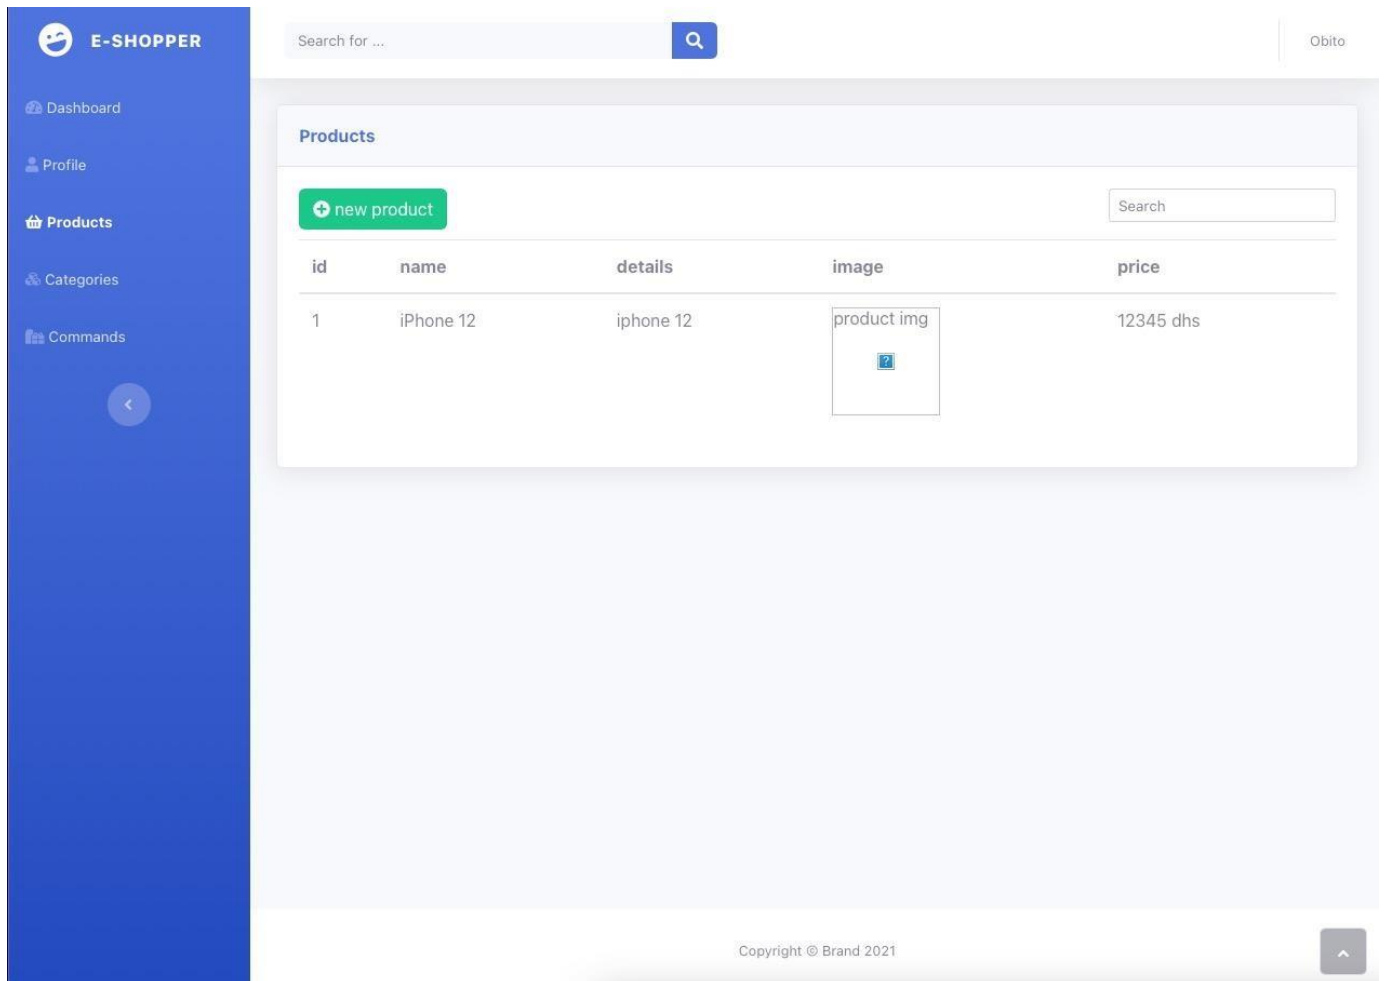 E-SHOPPER
Search for ...
Obito
Dashboard
Profile
Products
Categories
Commands
Products
new product
Search
id name details image price
1 iPhone 12 iphone 12 product img 12345 dhs
Copyright © Brand 2021